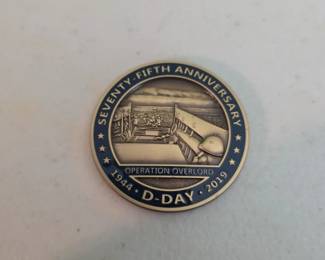 SEVENTY-FIFTH ANNIVERSARY
OPERATION OVERLORD
1944 • D-DAY • 2019